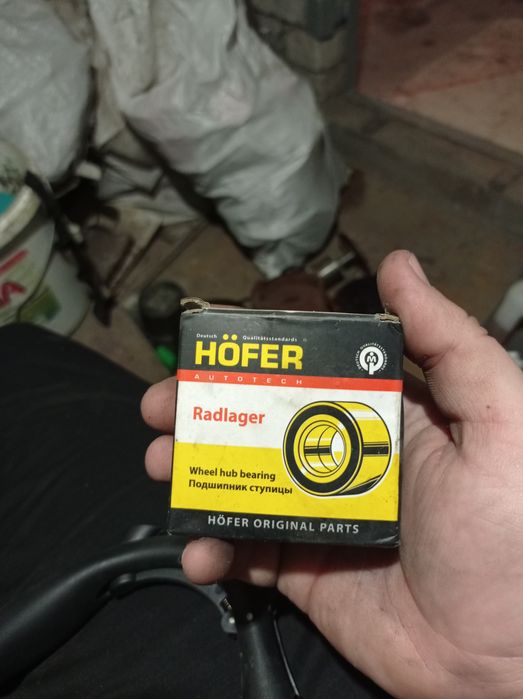 Deutsch Qualitätsstandards
HÖFER
AUTOTECH
Radlager
Wheel hub bearing
Подшипник ступицы
HÖFER ORIGINAL PARTS